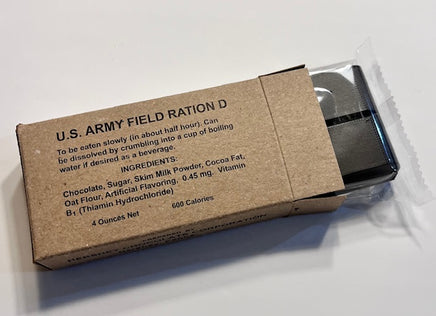 U.S. ARMY FIELD RATION D
To be eaten slowly (in about half hour). Can
be dissolved by crumbling into a cup of boiling
water if desired as a beverage.
INGREDIENTS:
Chocolate, Sugar, Skim Milk Powder, Cocoa Fat,
Oat Flour, Artificial Flavoring, 0.45 mg. Vitamin
B₁ (Thiamin Hydrochloride)
4 Ounces Net 600 Calories
CORPORATION